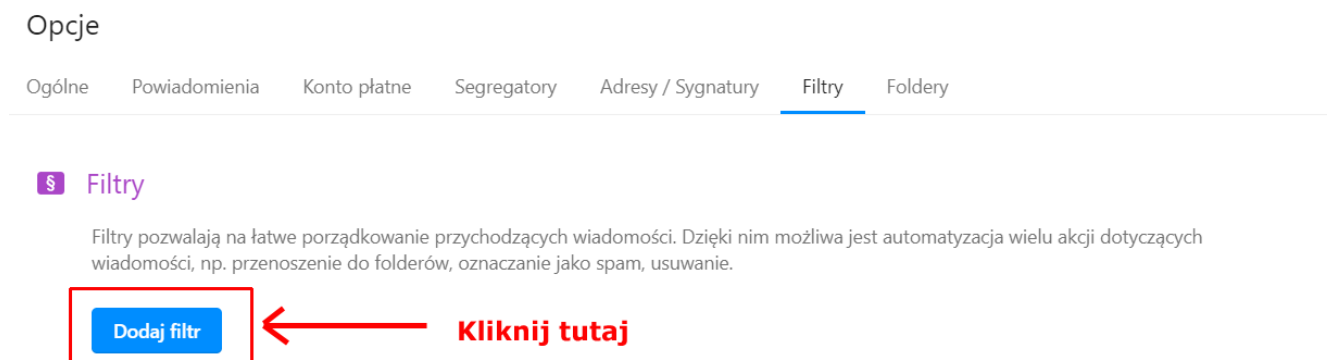 Opcje
Ogólne Powiadomienia Konto płatne Segregatory Adresy / Sygnatury Filtry Foldery
§ Filtry
Filtry pozwalają na łatwe porządkowanie przychodzących wiadomości. Dzięki nim możliwa jest automatyzacja wielu akcji dotyczących
wiadomości, np. przenoszenie do folderów, oznaczanie jako spam, usuwanie.
Dodaj filtr Kliknij tutaj